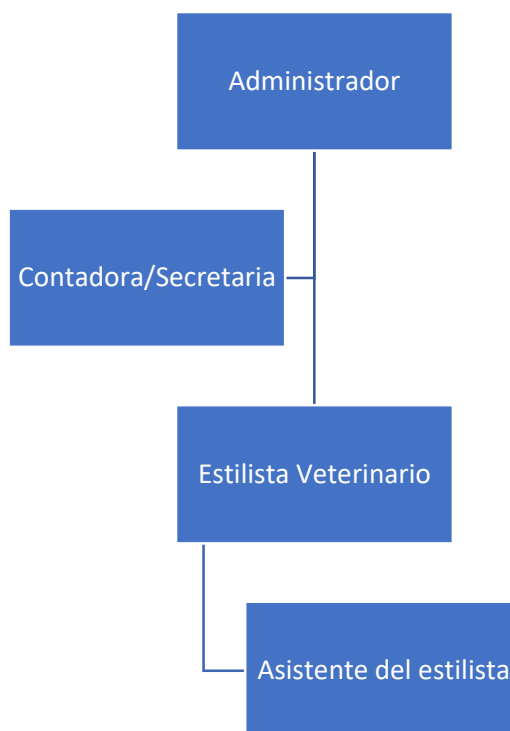 Administrador
Contadora/Secretaria
Estilista Veterinario
Asistente del estilista